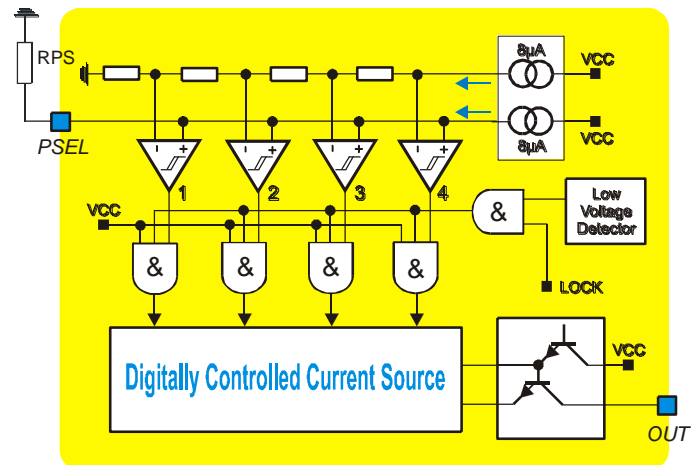 RPS
8µA
VCC
PSEL
VCC
8µA
1
2
3
4
VCC
&
Low
Voltage
Detector
&
&
&
&
LOCK
Digitally Controlled Current Source
VCC
OUT